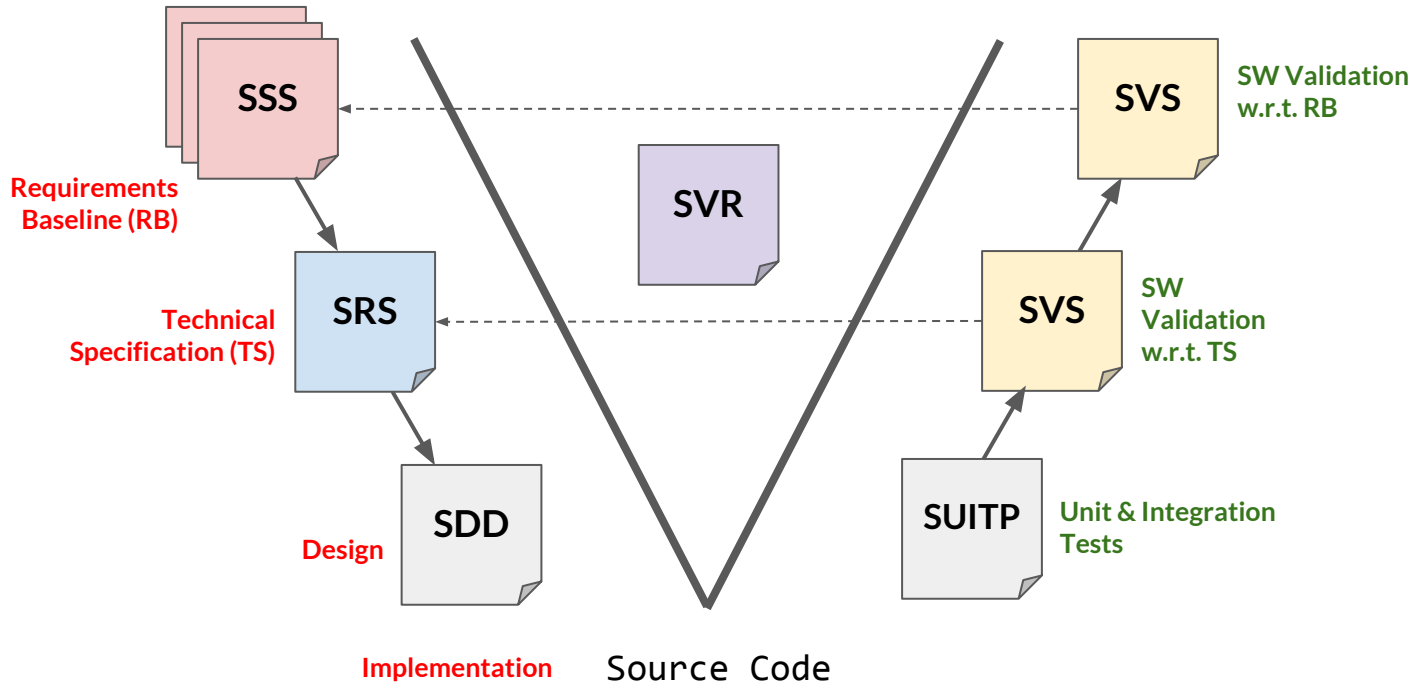 SSS
SVS
SW Validation
w.r.t. RB
Requirements
Baseline (RB)
SVR
SRS
Technical
Specification (TS)
SVS
SW
Validation
w.r.t. TS
SDD
Design
SUITP
Unit & Integration
Tests
Implementation
Source Code